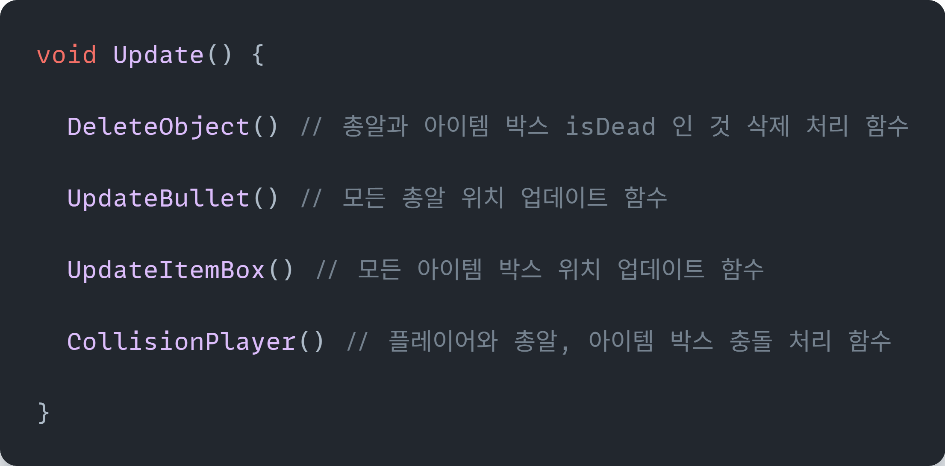 void Update() {
DeleteObject() // 총알과 아이템 박스 isDead 인 것 삭제 처리 함수
UpdateBullet() // 모든 총알 위치 업데이트 함수
UpdateItemBox() // 모든 아이템 박스 위치 업데이트 함수
CollisionPlayer() // 플레이어와 총알, 아이템 박스 충돌 처리 함수
}